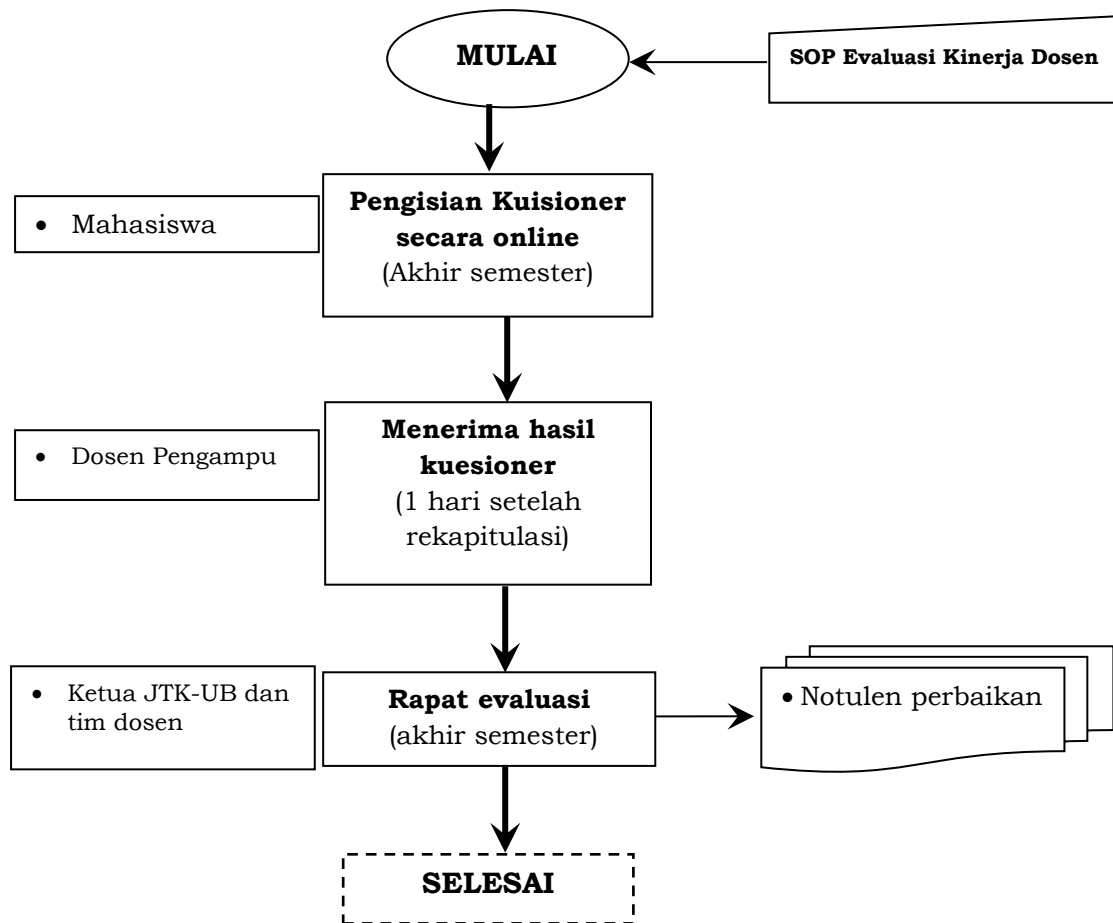 MULAI
SOP Evaluasi Kinerja Dosen
• Mahasiswa
Pengisian Kuisioner
secara online
(Akhir semester)
• Dosen Pengampu
Menerima hasil
kuesioner
(1 hari setelah
rekapitulasi)
• Ketua JTK-UB dan
tim dosen
Rapat evaluasi
(akhir semester)
• Notulen perbaikan
SELESAI